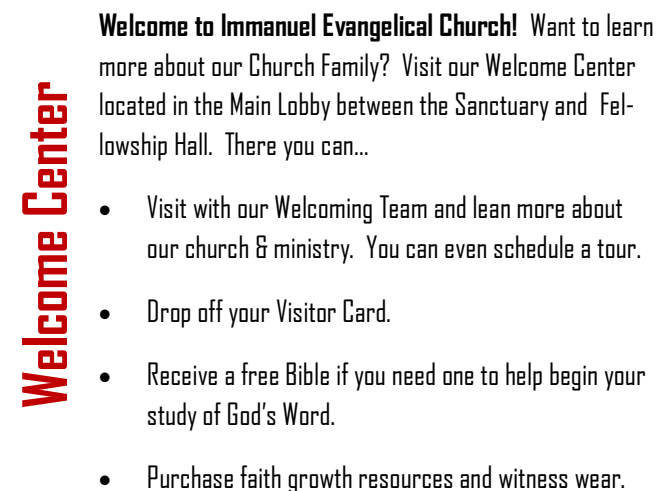 Welcome Center
Welcome to Immanuel Evangelical Church!  Want to learn
more about our Church Family?  Visit our Welcome Center
located in the Main Lobby between the Sanctuary and  Fel-
lowship Hall.  There you can...
• Visit with our Welcoming Team and lean more about
our church & ministry.  You can even schedule a tour.
• Drop off your Visitor Card.
• Receive a free Bible if you need one to help begin your
study of God's Word.
• Purchase faith growth resources and witness wear.